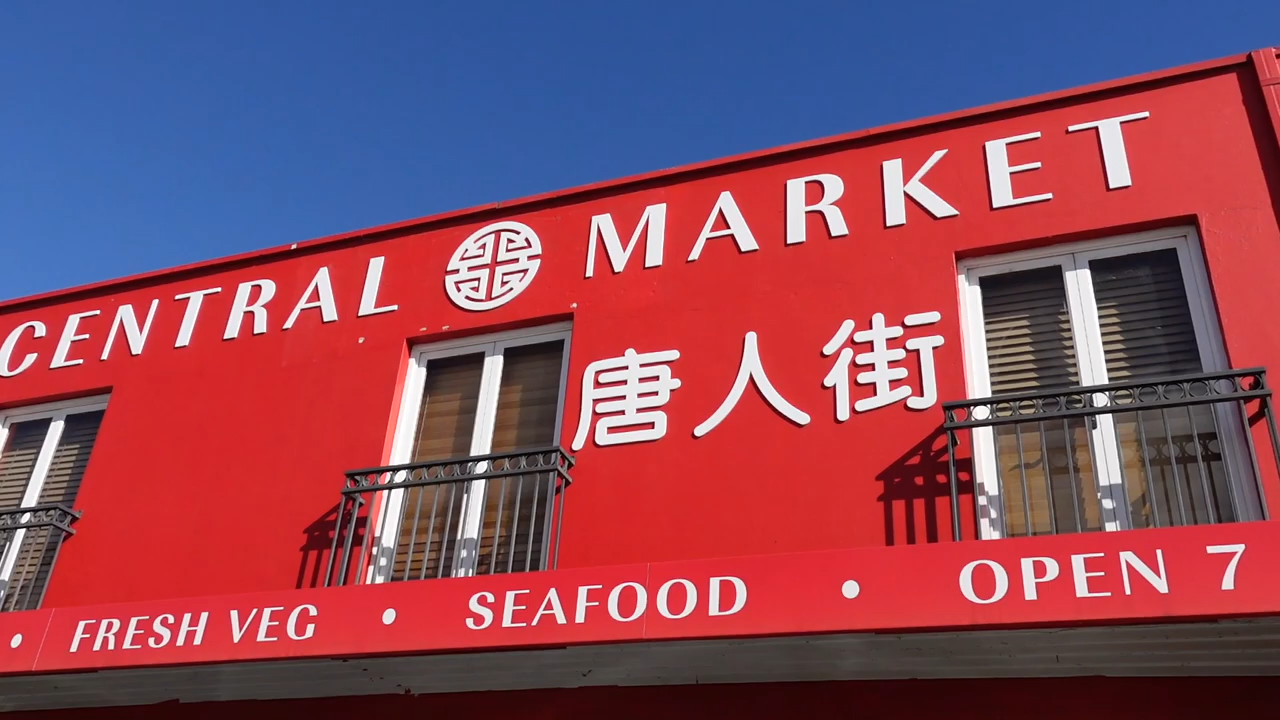 CENTRAL MARKET
唐人街
• FRESH VEG • SEAFOOD • OPEN 7